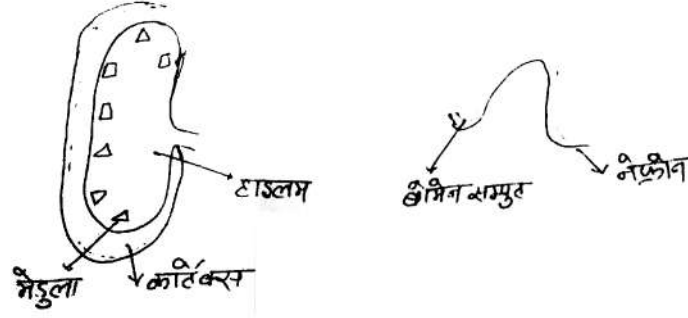 हाइलम
मेडुला
कार्टेक्स
बोमेन सम्पुट
नेफ्रोन